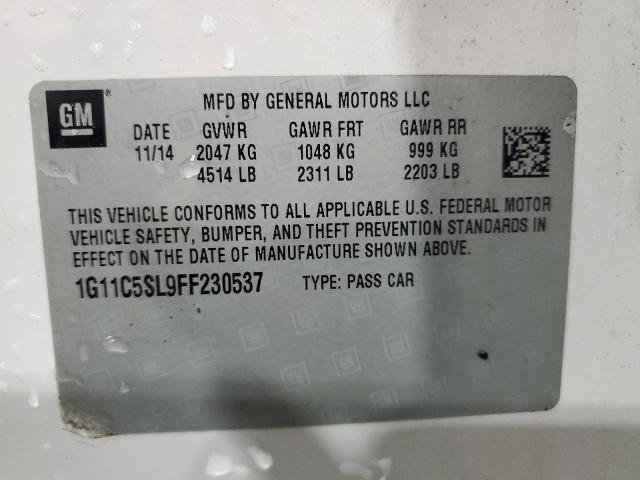 GM ®
MFD BY GENERAL MOTORS LLC
DATE GVWR GAWR FRT GAWR RR
11/14 2047 KG 1048 KG 999 KG
4514 LB 2311 LB 2203 LB
THIS VEHICLE CONFORMS TO ALL APPLICABLE U.S. FEDERAL MOTOR
VEHICLE SAFETY, BUMPER, AND THEFT PREVENTION STANDARDS IN
EFFECT ON THE DATE OF MANUFACTURE SHOWN ABOVE.
1G11C5SL9FF230537 TYPE: PASS CAR